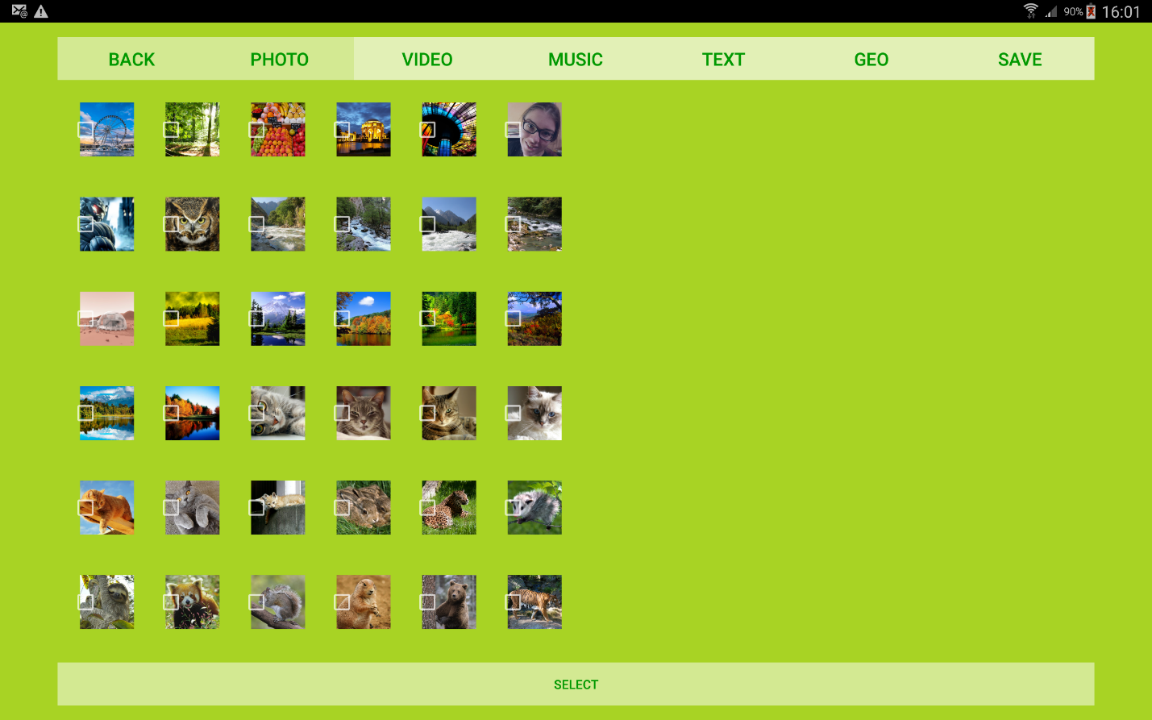 90% 16:01
BACK PHOTO VIDEO MUSIC TEXT GEO SAVE
SELECT